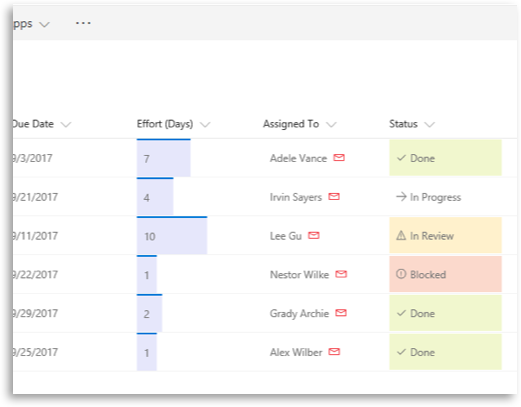 pps ...
Due Date Effort (Days) Assigned To Status
9/3/2017 7 Adele Vance Done
9/21/2017 4 Irvin Sayers In Progress
9/11/2017 10 Lee Gu In Review
9/22/2017 1 Nestor Wilke Blocked
9/29/2017 2 Grady Archie Done
9/25/2017 1 Alex Wilber Done